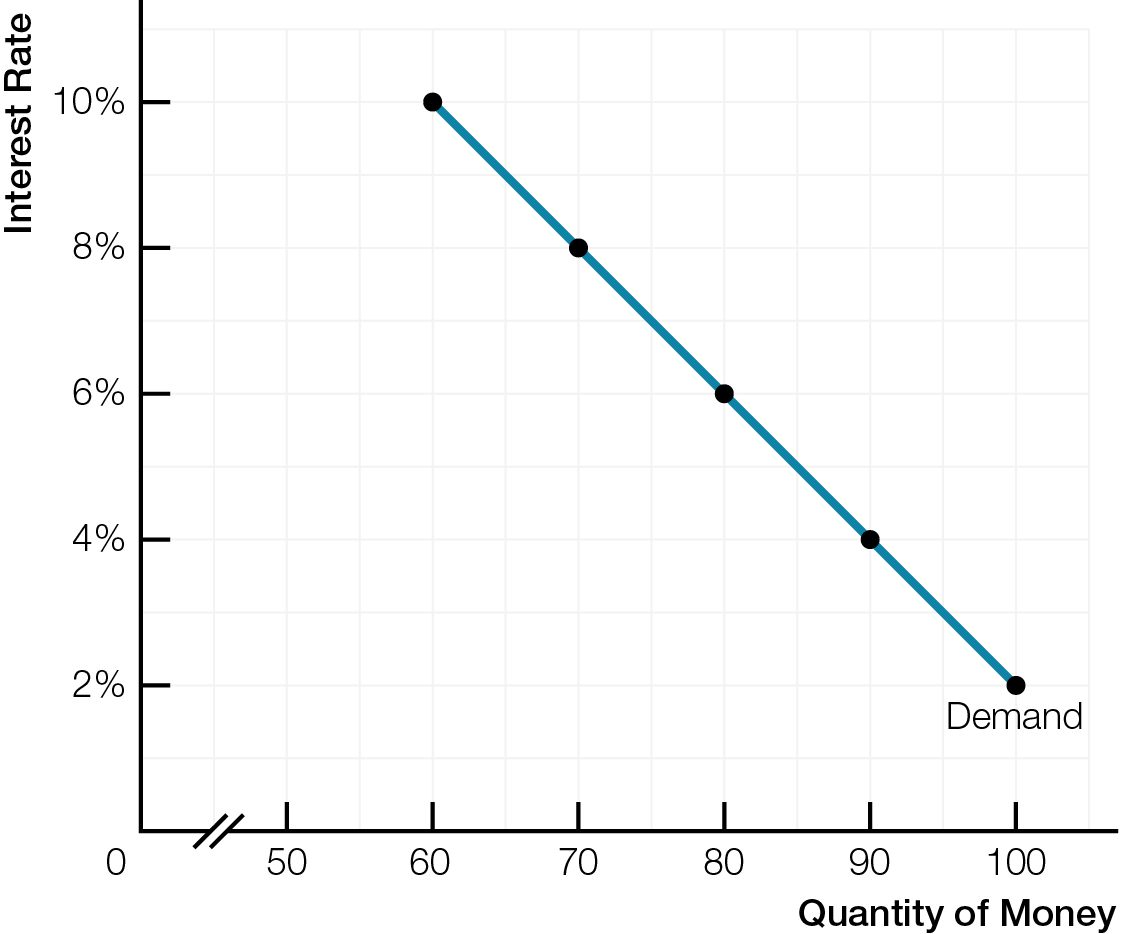 Interest Rate
10%
8%
6%
4%
2%
Demand
0 50 60 70 80 90 100
Quantity of Money